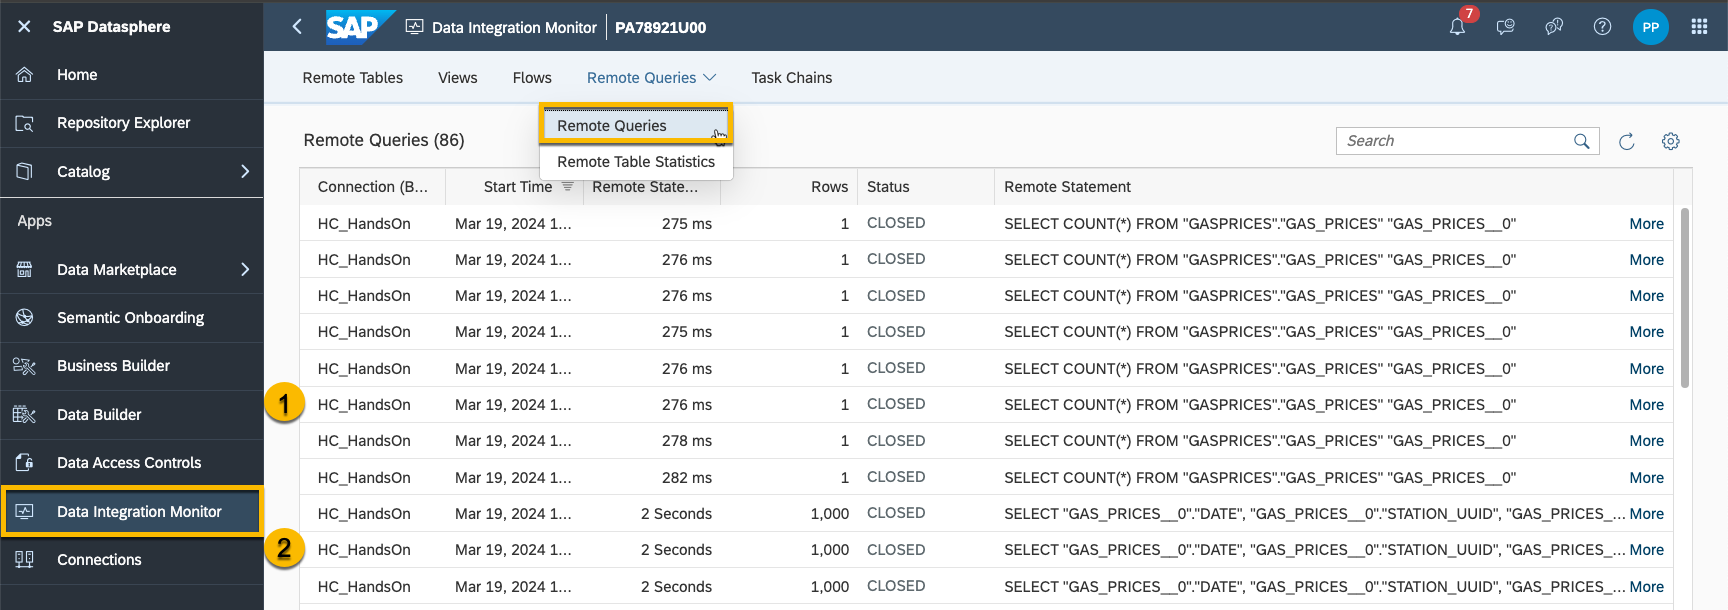 SAP Datasphere
SAP Data Integration Monitor PA78921U00 7 PP
Home
Repository Explorer
Catalog
Apps
Data Marketplace
Semantic Onboarding
Business Builder
Data Builder
Data Access Controls
Data Integration Monitor
Connections
Remote Tables Views Flows Remote Queries Task Chains
Remote Queries
Remote Table Statistics
Remote Queries (86) Search
Connection (B... Start Time Remote State... Rows Status Remote Statement
HC_HandsOn Mar 19, 2024 1... 275 ms 1 CLOSED SELECT COUNT(*) FROM "GASPRICES"."GAS_PRICES" "GAS_PRICES__0" More
HC_HandsOn Mar 19, 2024 1... 276 ms 1 CLOSED SELECT COUNT(*) FROM "GASPRICES"."GAS_PRICES" "GAS_PRICES__0" More
HC_HandsOn Mar 19, 2024 1... 276 ms 1 CLOSED SELECT COUNT(*) FROM "GASPRICES"."GAS_PRICES" "GAS_PRICES__0" More
HC_HandsOn Mar 19, 2024 1... 275 ms 1 CLOSED SELECT COUNT(*) FROM "GASPRICES"."GAS_PRICES" "GAS_PRICES__0" More
HC_HandsOn Mar 19, 2024 1... 276 ms 1 CLOSED SELECT COUNT(*) FROM "GASPRICES"."GAS_PRICES" "GAS_PRICES__0" More
1 HC_HandsOn Mar 19, 2024 1... 276 ms 1 CLOSED SELECT COUNT(*) FROM "GASPRICES"."GAS_PRICES" "GAS_PRICES__0" More
HC_HandsOn Mar 19, 2024 1... 278 ms 1 CLOSED SELECT COUNT(*) FROM "GASPRICES"."GAS_PRICES" "GAS_PRICES__0" More
HC_HandsOn Mar 19, 2024 1... 282 ms 1 CLOSED SELECT COUNT(*) FROM "GASPRICES"."GAS_PRICES" "GAS_PRICES__0" More
HC_HandsOn Mar 19, 2024 1... 2 Seconds 1,000 CLOSED SELECT "GAS_PRICES__0"."DATE", "GAS_PRICES__0"."STATION_UUID", "GAS_PRICES_... More
2 HC_HandsOn Mar 19, 2024 1... 2 Seconds 1,000 CLOSED SELECT "GAS_PRICES__0"."DATE", "GAS_PRICES__0"."STATION_UUID", "GAS_PRICES_... More
HC_HandsOn Mar 19, 2024 1... 2 Seconds 1,000 CLOSED SELECT "GAS_PRICES__0"."DATE", "GAS_PRICES__0"."STATION_UUID", "GAS_PRICES_... More